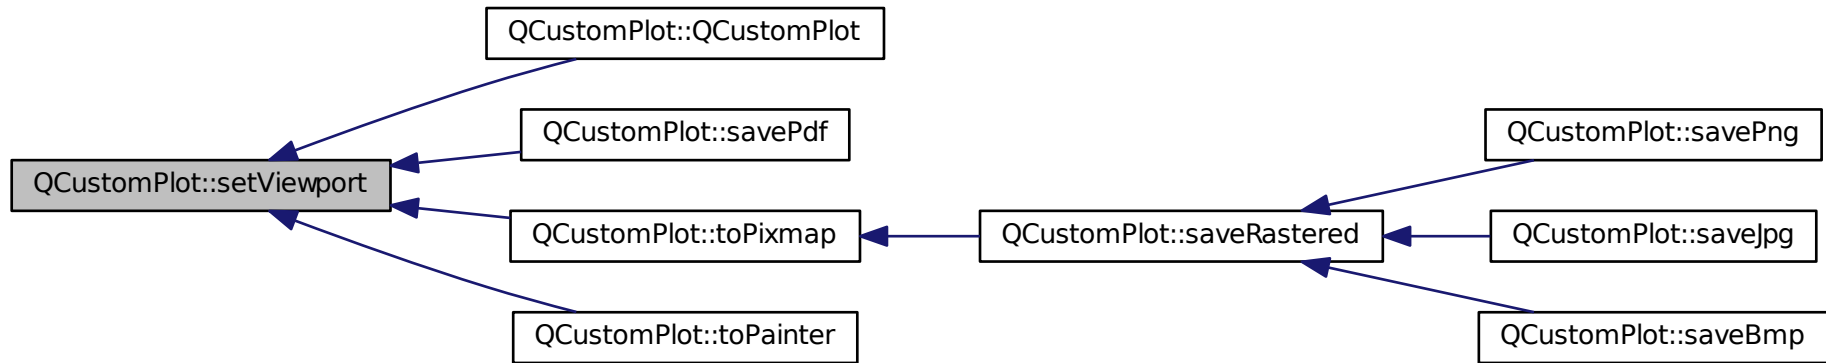 QCustomPlot::QCustomPlot
QCustomPlot::savePdf
QCustomPlot::savePng
QCustomPlot::setViewport
QCustomPlot::toPixmap
QCustomPlot::saveRastered
QCustomPlot::saveJpg
QCustomPlot::toPainter
QCustomPlot::saveBmp